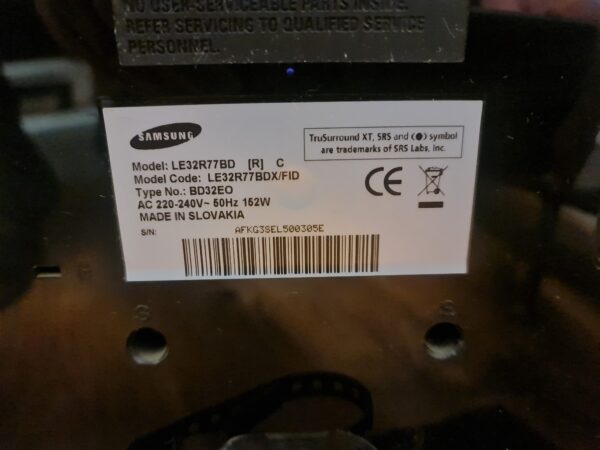 NO USER-SERVICEABLE PARTS INSIDE.
REFER SERVICING TO QUALIFIED SERVICE
PERSONNEL.
SAMSUNG
TruSurround XT, SRS and (●) symbol
are trademarks of SRS Labs, Inc.
Model: LE32R77BD [R] C
Model Code: LE32R77BDX/FID
Type No.: BD32EO
AC 220-240V~ 50Hz 152W
MADE IN SLOVAKIA
CE
S/N: AFKG3SEL500305E